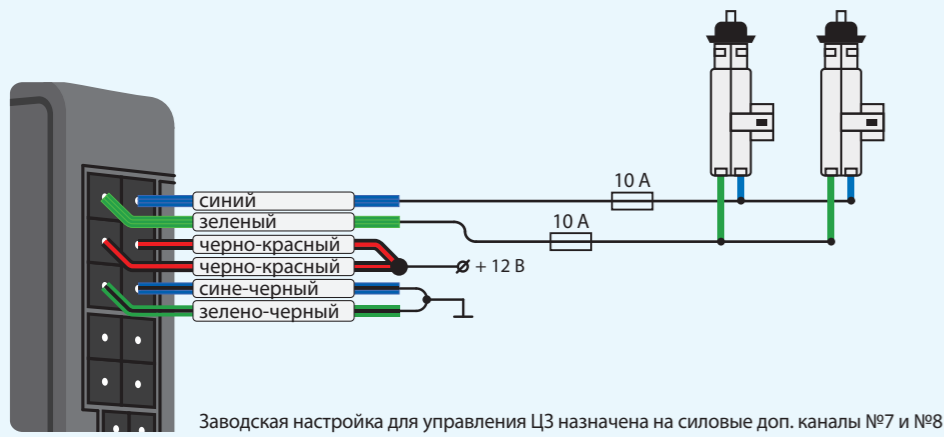 10 А
синий
зеленый
10 А
черно-красный
черно-красный
+ 12 В
сине-черный
зелено-черный
Заводская настройка для управления ЦЗ назначена на силовые доп. каналы №7 и №8